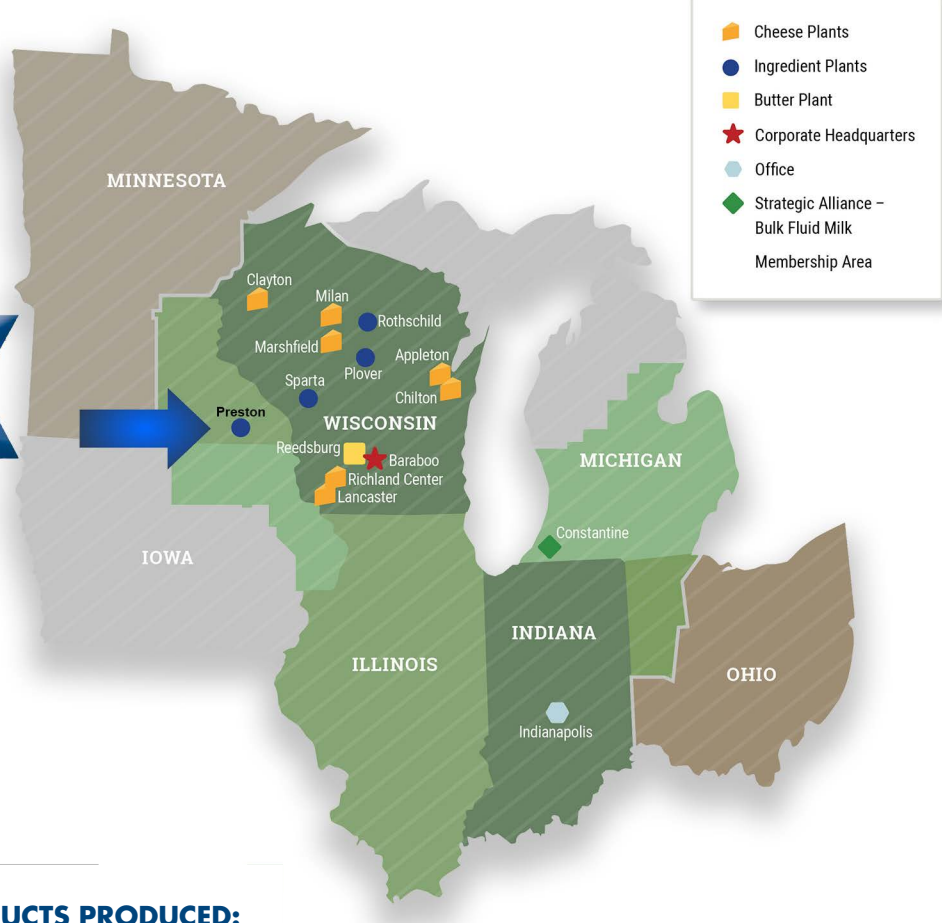 Cheese Plants
Ingredient Plants
Butter Plant
Corporate Headquarters
Office
Strategic Alliance –
Bulk Fluid Milk
Membership Area
MINNESOTA
Clayton
Milan
Rothschild
Marshfield
Appleton
Plover
Sparta
Chilton
Preston
WISCONSIN
Reedsburg
Baraboo
MICHIGAN
Richland Center
Lancaster
Constantine
IOWA
INDIANA
ILLINOIS
OHIO
Indianapolis
UCTS PRODUCED: